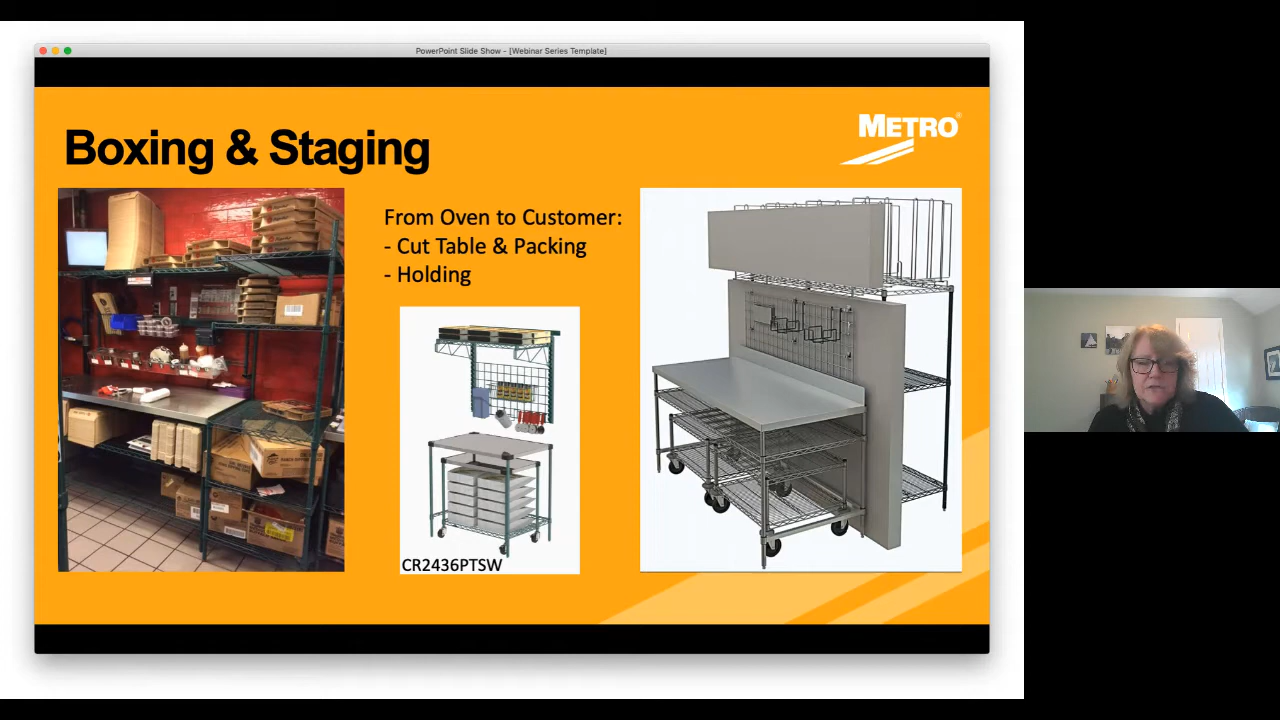 PowerPoint Slide Show - [Webinar Series Template]
Boxing & Staging
METRO®
From Oven to Customer:
- Cut Table & Packing
- Holding
CR2436PTSW